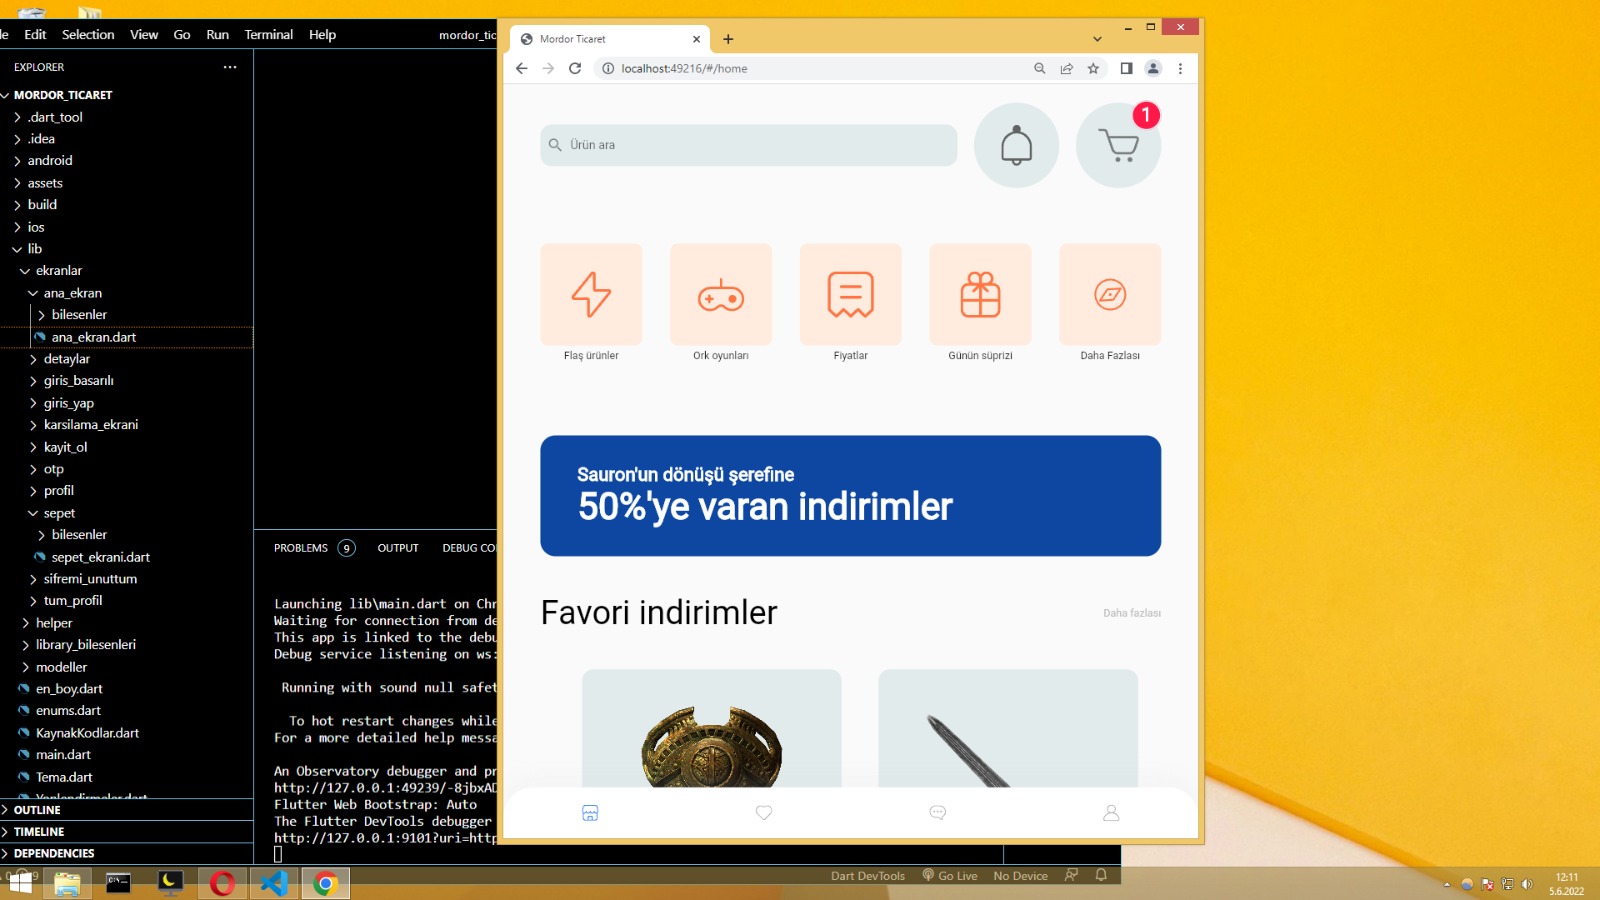 Edit Selection View Go Run Terminal Help
EXPLORER
MORDOR_TICARET
.dart_tool
.idea
android
assets
build
ios
lib
ekranlar
ana_ekran
bilesenler
ana_ekran.dart
detaylar
giris_basarılı
giris_yap
karsilama_ekrani
kayit_ol
otp
profil
sepet
bilesenler
sepet_ekrani.dart
sifremi_unuttum
tum_profil
helper
library_bilesenleri
modeller
en_boy.dart
enums.dart
KaynakKodlar.dart
main.dart
Tema.dart
OUTLINE
TIMELINE
DEPENDENCIES
mordor_tic
PROBLEMS 9 OUTPUT DEBUG CO
Launching lib\main.dart on Chr
Waiting for connection from de
This app is linked to the debu
Debug service listening on ws:
Running with sound null safet
To hot restart changes while
For a more detailed help messa
An Observatory debugger and pr
http://127.0.0.1:49239/-8jbxAD
Flutter Web Bootstrap: Auto
The Flutter DevTools debugger
http://127.0.0.1:9101?uri=http
Mordor Ticaret
localhost:49216/#/home
Ürün ara
1
Flaş ürünler
Ork oyunları
Fiyatlar
Günün süprizi
Daha Fazlası
Sauron'un dönüşü şerefine
50%'ye varan indirimler
Favori indirimler
Daha fazlası
Dart DevTools Go Live No Device
12:11
5.6.2022